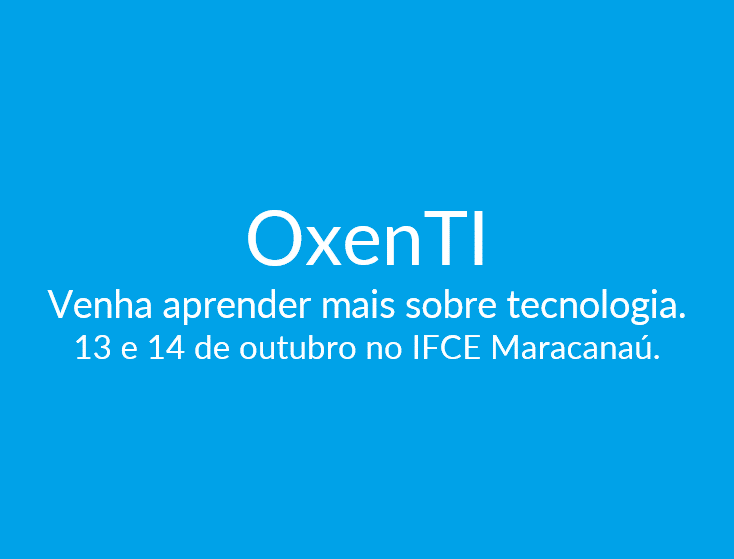 OxenTI
Venha aprender mais sobre tecnologia.
13 e 14 de outubro no IFCE Maracanaú.